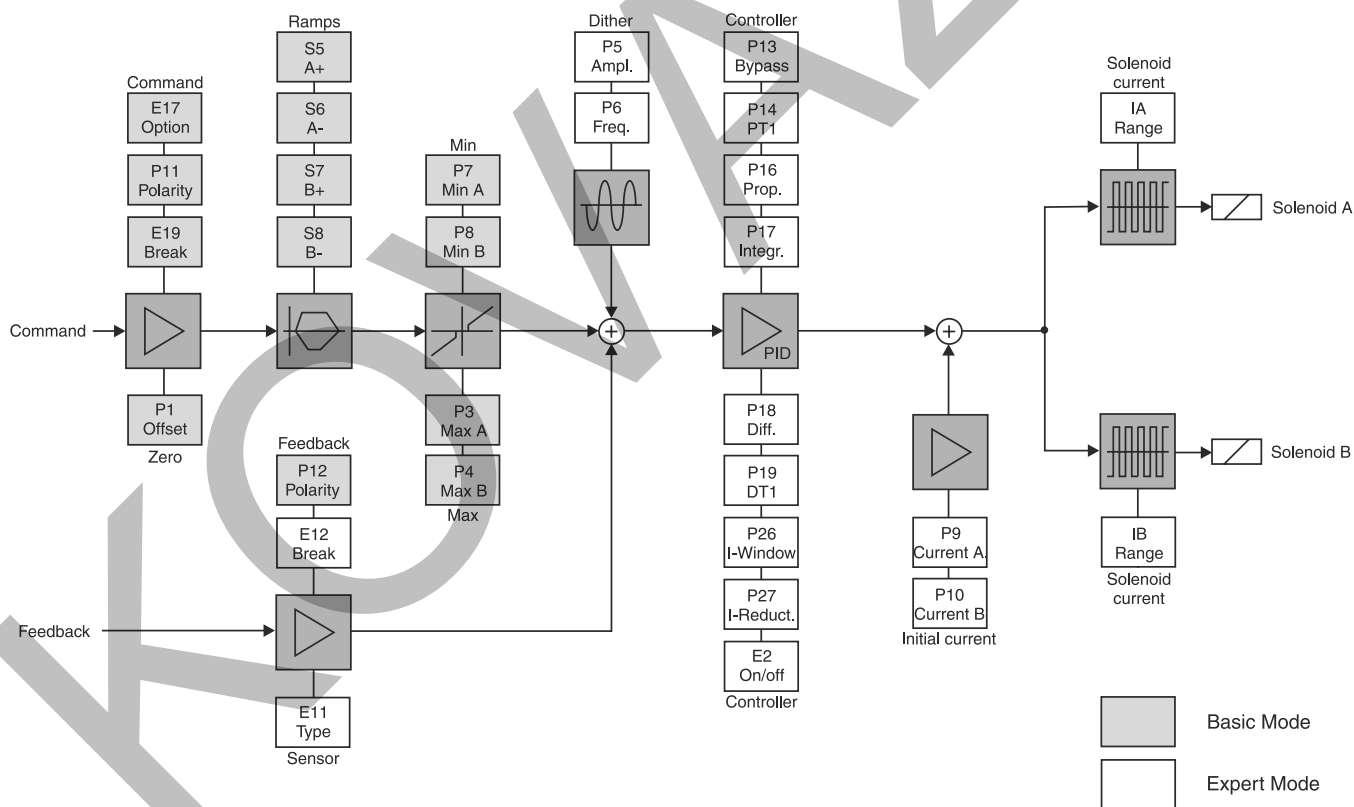 Command
E17
Option
P11
Polarity
E19
Break
Command
P1
Offset
Zero
Ramps
S5
A+
S6
A-
S7
B+
S8
B-
Min
P7
Min A
P8
Min B
P3
Max A
P4
Max B
Max
Feedback
P12
Polarity
E12
Break
Feedback
E11
Type
Sensor
Dither
P5
Ampl.
P6
Freq.
+
Controller
P13
Bypass
P14
PT1
P16
Prop.
P17
Integr.
PID
P18
Diff.
P19
DT1
P26
I-Window
P27
I-Reduct.
E2
On/off
Controller
+
P9
Current A.
P10
Current B
Initial current
Solenoid
current
IA
Range
Solenoid A
Solenoid B
IB
Range
Solenoid
current
Basic Mode
Expert Mode